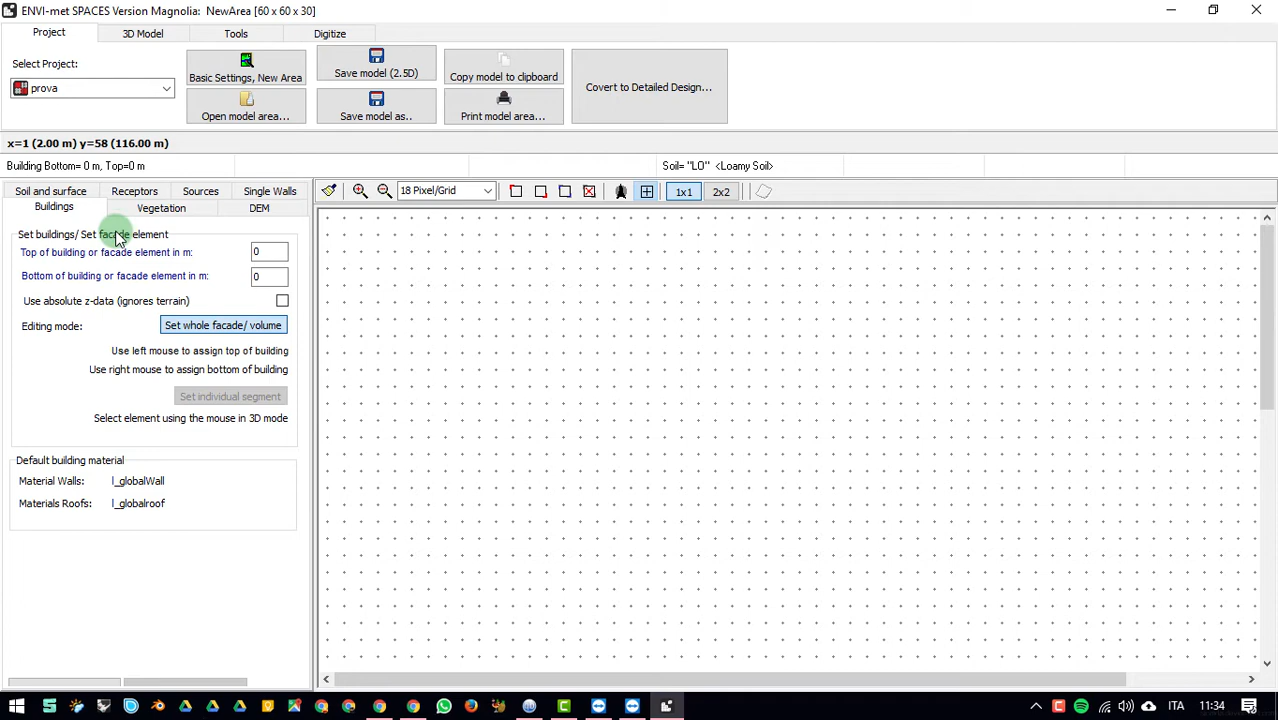 ENVI-met SPACES Version Magnolia: NewArea [60 x 60 x 30]
Project 3D Model Tools Digitize
Select Project:
prova
Basic Settings, New Area
Open model area...
Save model (2.5D)
Save model as..
Copy model to clipboard
Print model area...
Covert to Detailed Design...
x=1 (2.00 m) y=58 (116.00 m)
Building Bottom= 0 m, Top=0 m
Soil= "LO" <Loamy Soil>
Soil and surface Receptors Sources Single Walls
Buildings Vegetation DEM
18 Pixel/Grid
1x1 2x2
Set buildings/ Set facade element
Top of building or facade element in m: 0
Bottom of building or facade element in m: 0
Use absolute z-data (ignores terrain)
Editing mode: Set whole facade/ volume
Use left mouse to assign top of building
Use right mouse to assign bottom of building
Set individual segment
Select element using the mouse in 3D mode
Default building material
Material Walls: l_globalWall
Materials Roofs: l_globalroof
ITA 11:34